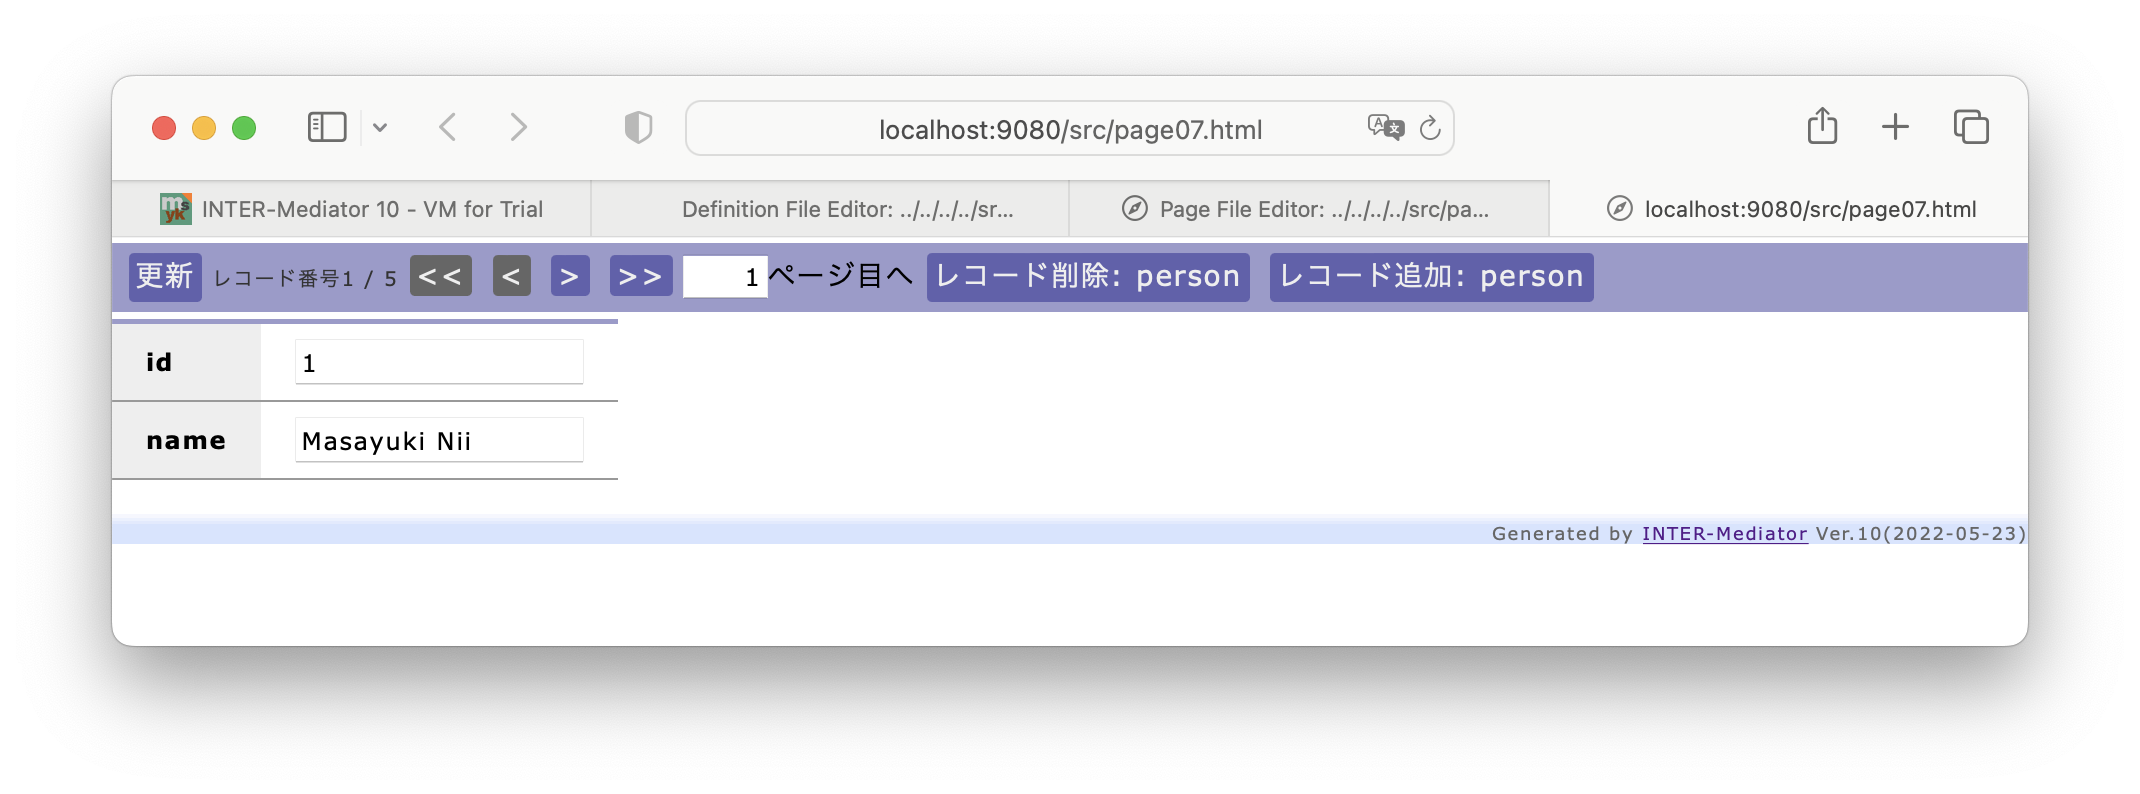 localhost:9080/src/page07.html
INTER-Mediator 10 - VM for Trial
Definition File Editor: ../../../../sr...
Page File Editor: ../../../../src/pa...
localhost:9080/src/page07.html
更新 レコード番号1 / 5 << < > >> 1 ページ目へ レコード削除: person レコード追加: person
id 1
name Masayuki Nii
Generated by INTER-Mediator Ver.10(2022-05-23)